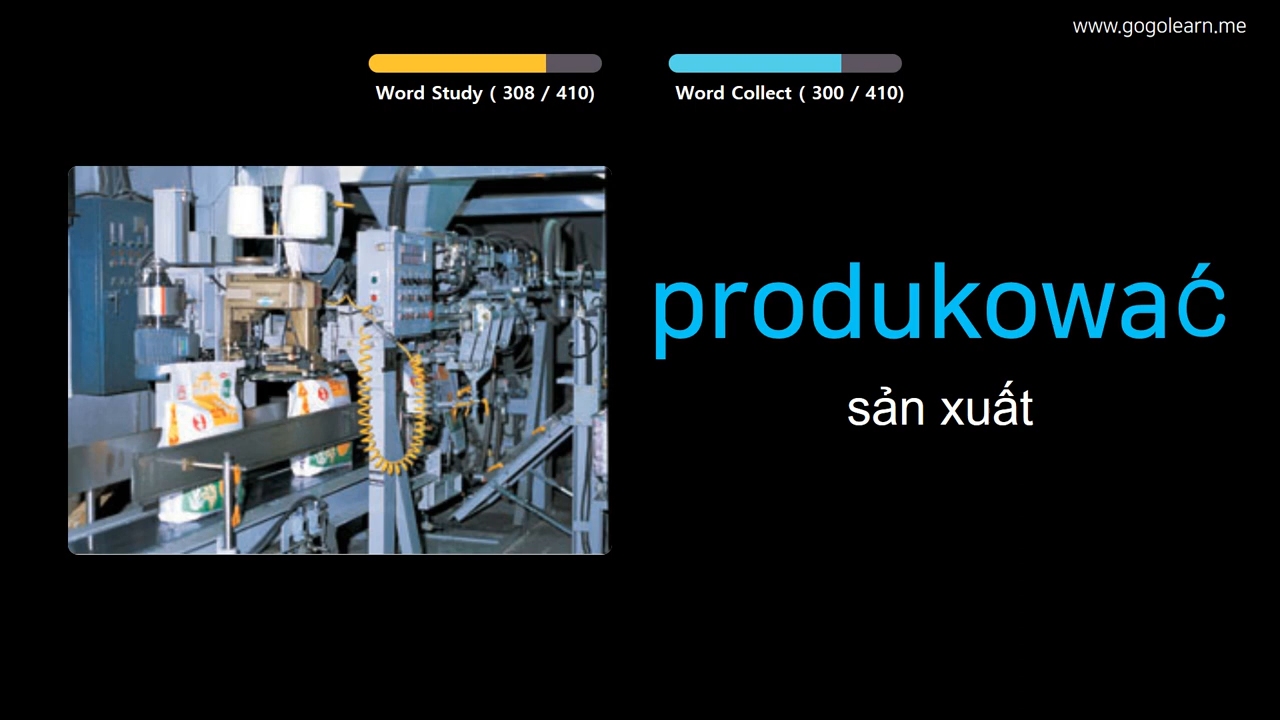 www.gogolearn.me
Word Study ( 308 / 410)
Word Collect ( 300 / 410)
produkować
sản xuất